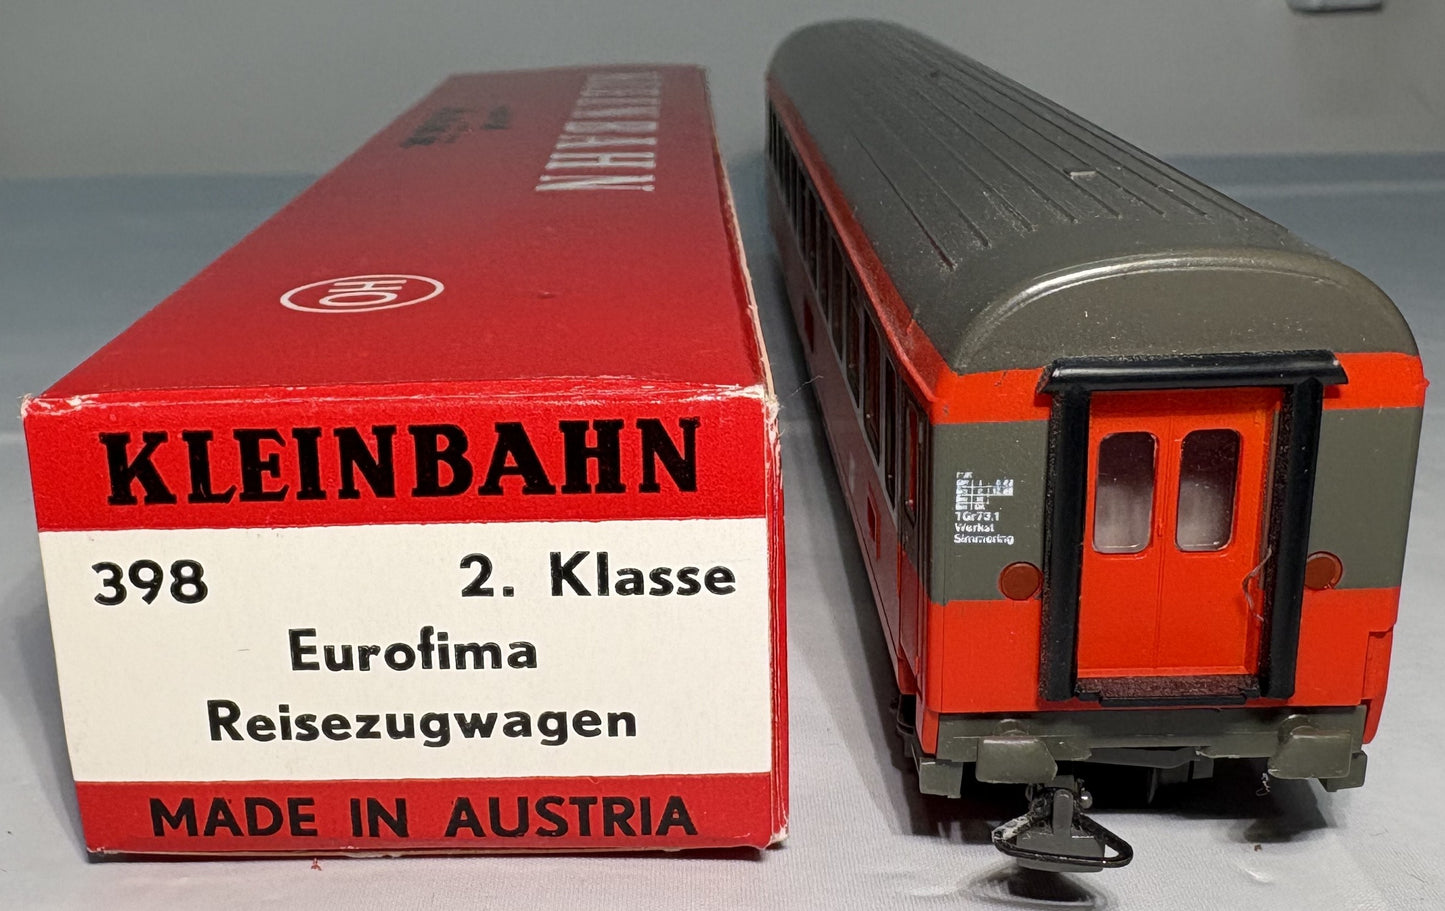 KLEINBAHN
HO
KLEINBAHN
398 2. Klasse
Eurofima
Reisezugwagen
MADE IN AUSTRIA
Werkst
Simmering